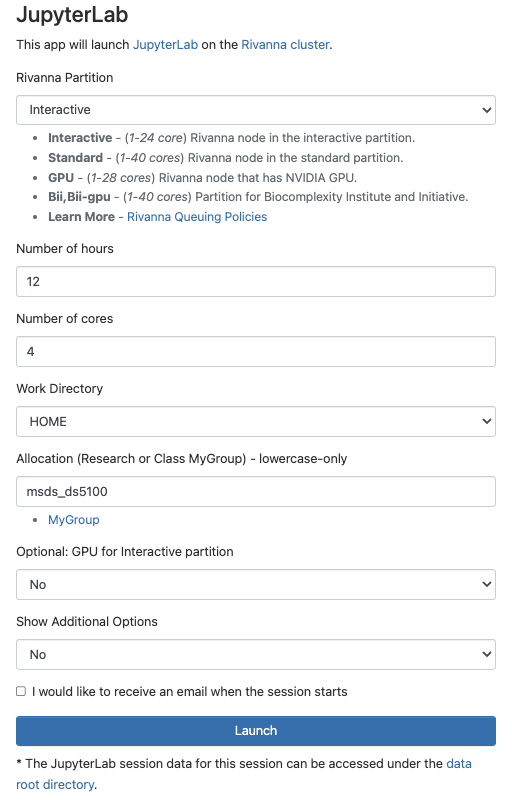 JupyterLab
This app will launch JupyterLab on the Rivanna cluster.
Rivanna Partition
Interactive
• Interactive - (1-24 core) Rivanna node in the interactive partition.
• Standard - (1-40 cores) Rivanna node in the standard partition.
• GPU - (1-28 cores) Rivanna node that has NVIDIA GPU.
• Bii,Bii-gpu - (1-40 cores) Partition for Biocomplexity Institute and Initiative.
• Learn More - Rivanna Queuing Policies
Number of hours
12
Number of cores
4
Work Directory
HOME
Allocation (Research or Class MyGroup) - lowercase-only
msds_ds5100
• MyGroup
Optional: GPU for Interactive partition
No
Show Additional Options
No
I would like to receive an email when the session starts
Launch
* The JupyterLab session data for this session can be accessed under the data
root directory.